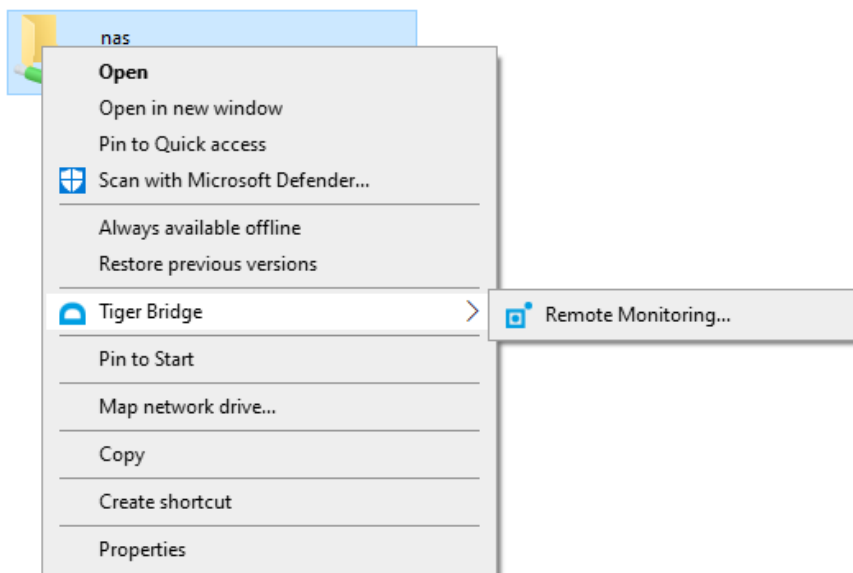 nas
Open
Open in new window
Pin to Quick access
Scan with Microsoft Defender...
Always available offline
Restore previous versions
Tiger Bridge
Remote Monitoring...
Pin to Start
Map network drive...
Copy
Create shortcut
Properties